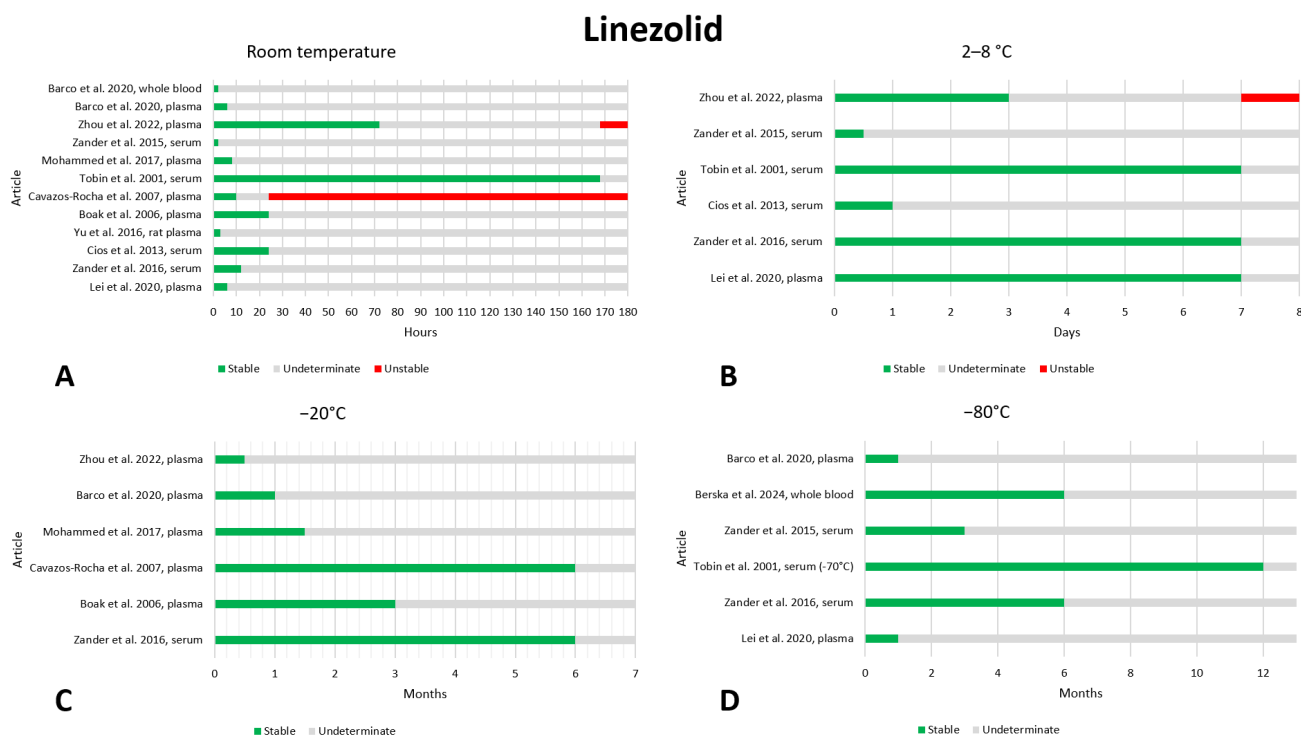 Linezolid
Room temperature
Article
Barco et al. 2020, whole blood
Barco et al. 2020, plasma
Zhou et al. 2022, plasma
Zander et al. 2015, serum
Mohammed et al. 2017, plasma
Tobin et al. 2001, serum
Cavazos-Rocha et al. 2007, plasma
Boak et al. 2006, plasma
Yu et al. 2016, rat plasma
Cios et al. 2013, serum
Zander et al. 2016, serum
Lei et al. 2020, plasma
0 10 20 30 40 50 60 70 80 90 100 110 120 130 140 150 160 170 180
Hours
Stable Undeterminate Unstable
A
2–8 °C
Article
Zhou et al. 2022, plasma
Zander et al. 2015, serum
Tobin et al. 2001, serum
Cios et al. 2013, serum
Zander et al. 2016, serum
Lei et al. 2020, plasma
0 1 2 3 4 5 6 7 8
Days
Stable Undeterminate Unstable
B
−20°C
Article
Zhou et al. 2022, plasma
Barco et al. 2020, plasma
Mohammed et al. 2017, plasma
Cavazos-Rocha et al. 2007, plasma
Boak et al. 2006, plasma
Zander et al. 2016, serum
0 1 2 3 4 5 6 7
Months
C
Stable Undeterminate
−80°C
Article
Barco et al. 2020, plasma
Berska et al. 2024, whole blood
Zander et al. 2015, serum
Tobin et al. 2001, serum (-70°C)
Zander et al. 2016, serum
Lei et al. 2020, plasma
0 2 4 6 8 10 12
Months
D
Stable Undeterminate